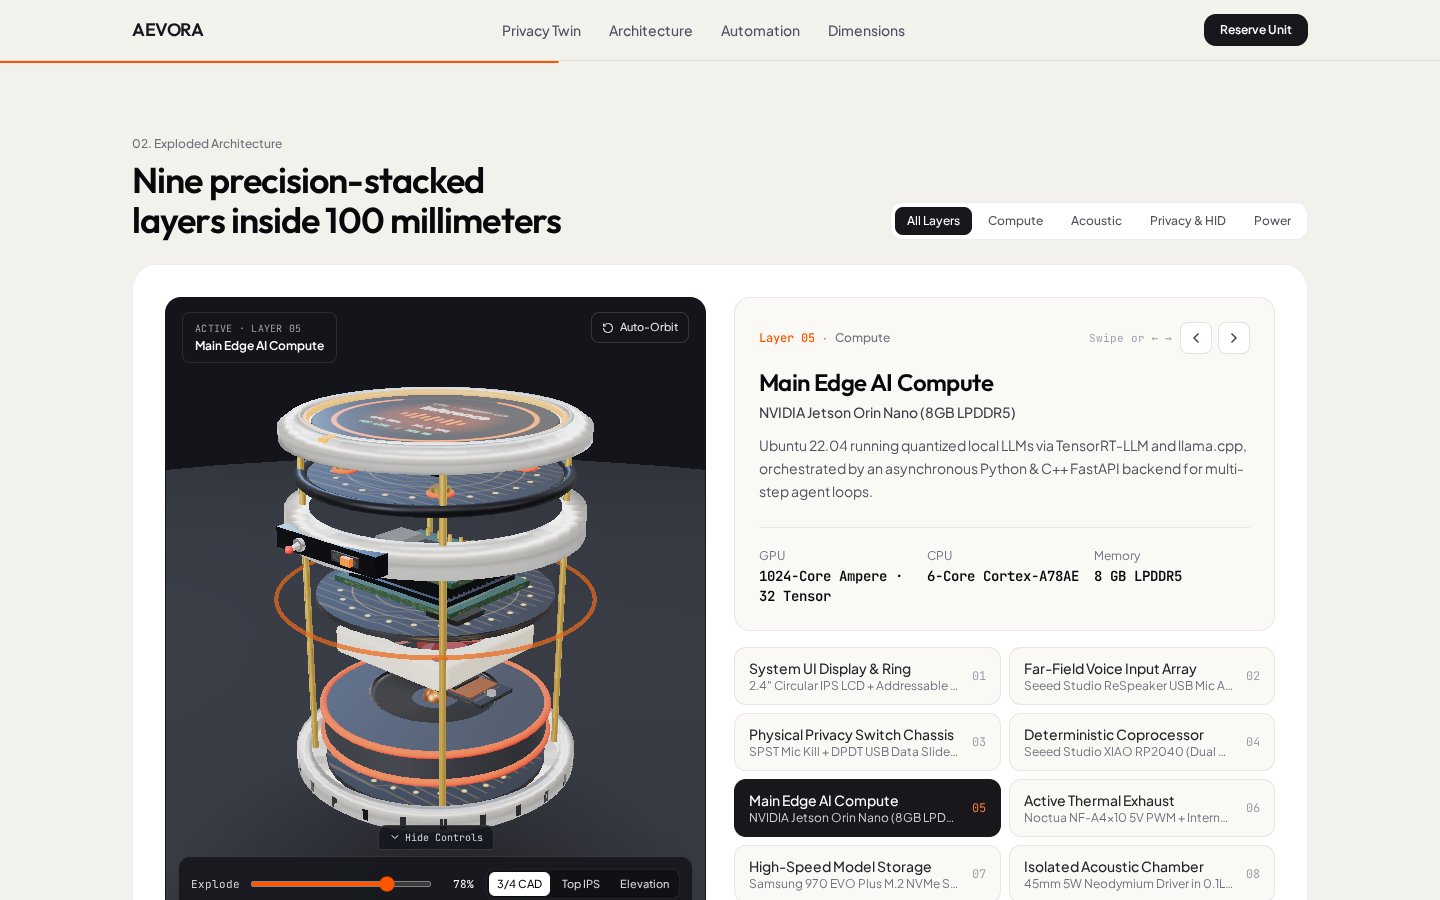 AEVORA
Privacy Twin
Architecture
Automation
Dimensions
Reserve Unit
02. Exploded Architecture
Nine precision-stacked
layers inside 100 millimeters
All Layers
Compute
Acoustic
Privacy & HID
Power
ACTIVE · LAYER 05
Main Edge AI Compute
Auto-Orbit
Hide Controls
Explode
78%
3/4 CAD
Top IPS
Elevation
Layer 05 · Compute
Swipe or ← →
Main Edge AI Compute
NVIDIA Jetson Orin Nano (8GB LPDDR5)
Ubuntu 22.04 running quantized local LLMs via TensorRT-LLM and llama.cpp,
orchestrated by an asynchronous Python & C++ FastAPI backend for multi-
step agent loops.
GPU
1024-Core Ampere ·
32 Tensor
CPU
6-Core Cortex-A78AE
Memory
8 GB LPDDR5
System UI Display & Ring
2.4" Circular IPS LCD + Addressable ...
01
Far-Field Voice Input Array
Seeed Studio ReSpeaker USB Mic A...
02
Physical Privacy Switch Chassis
SPST Mic Kill + DPDT USB Data Slide...
03
Deterministic Coprocessor
Seeed Studio XIAO RP2040 (Dual ...
04
Main Edge AI Compute
NVIDIA Jetson Orin Nano (8GB LPD...
05
Active Thermal Exhaust
Noctua NF-A4x10 5V PWM + Intern...
06
High-Speed Model Storage
Samsung 970 EVO Plus M.2 NVMe S...
07
Isolated Acoustic Chamber
45mm 5W Neodymium Driver in 0.1L...
08